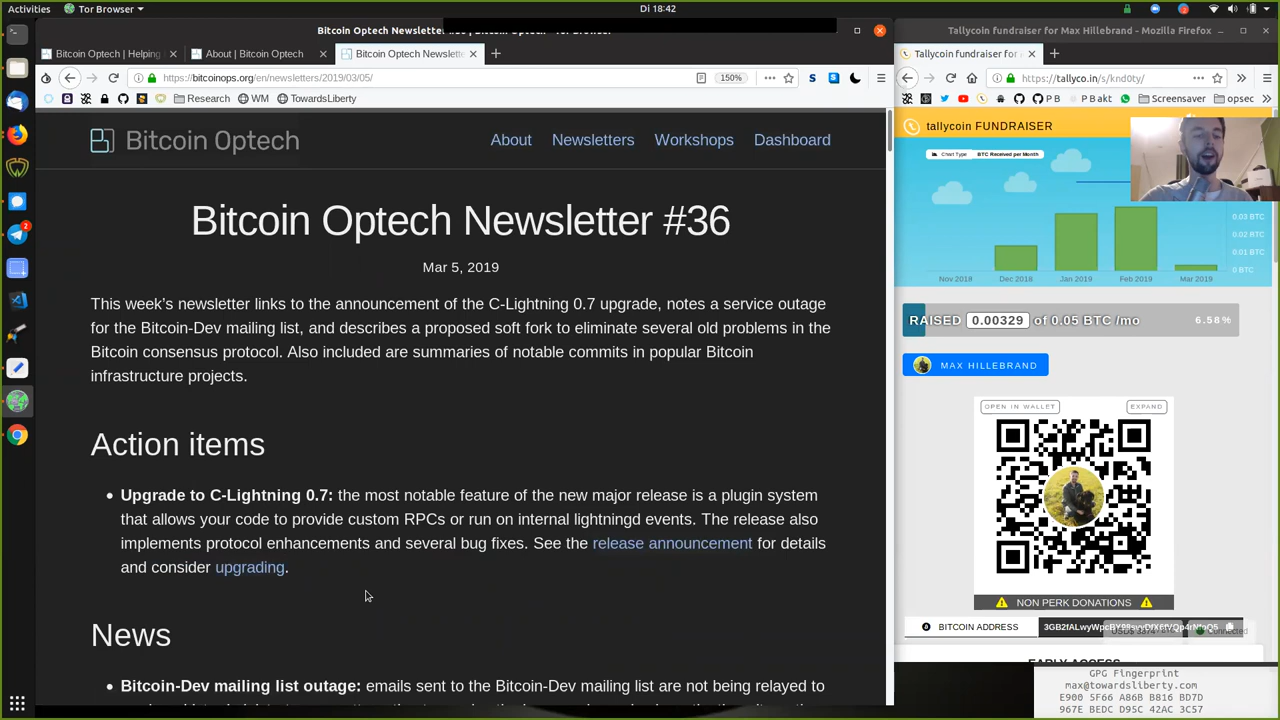 Activities
Tor Browser
Di 18:42
Tallycoin fundraiser for Max Hillebrand - Mozilla Firefox
Bitcoin Optech | Helping
About | Bitcoin Optech
Bitcoin Optech Newslette
Tallycoin fundraiser for
https://bitcoinops.org/en/newsletters/2019/03/05/
150%
https://tallyco.in/s/knd0ty/
Research
WM
TowardsLiberty
P B
P B akt
Screensaver
opsec
Bitcoin Optech
About
Newsletters
Workshops
Dashboard
Bitcoin Optech Newsletter #36
Mar 5, 2019
This week's newsletter links to the announcement of the C-Lightning 0.7 upgrade, notes a service outage
for the Bitcoin-Dev mailing list, and describes a proposed soft fork to eliminate several old problems in the
Bitcoin consensus protocol. Also included are summaries of notable commits in popular Bitcoin
infrastructure projects.
Action items
• Upgrade to C-Lightning 0.7: the most notable feature of the new major release is a plugin system
that allows your code to provide custom RPCs or run on internal lightningd events. The release also
implements protocol enhancements and several bug fixes. See the release announcement for details
and consider upgrading.
News
• Bitcoin-Dev mailing list outage: emails sent to the Bitcoin-Dev mailing list are not being relayed to
tallycoin FUNDRAISER
Chart Type
BTC Received per Month
0.03 BTC
0.02 BTC
0.01 BTC
0 BTC
Nov 2018
Dec 2018
Jan 2019
Feb 2019
Mar 2019
RAISED 0.00329 of 0.05 BTC /mo
6.58%
MAX HILLEBRAND
OPEN IN WALLET
EXPAND
NON PERK DONATIONS
BITCOIN ADDRESS
Connected
EARLY ACCESS
GPG Fingerprint
max@towardsliberty.com
E900 5F66 A86B B816 BD7D
967E BEDC D95C 42AC 3C57